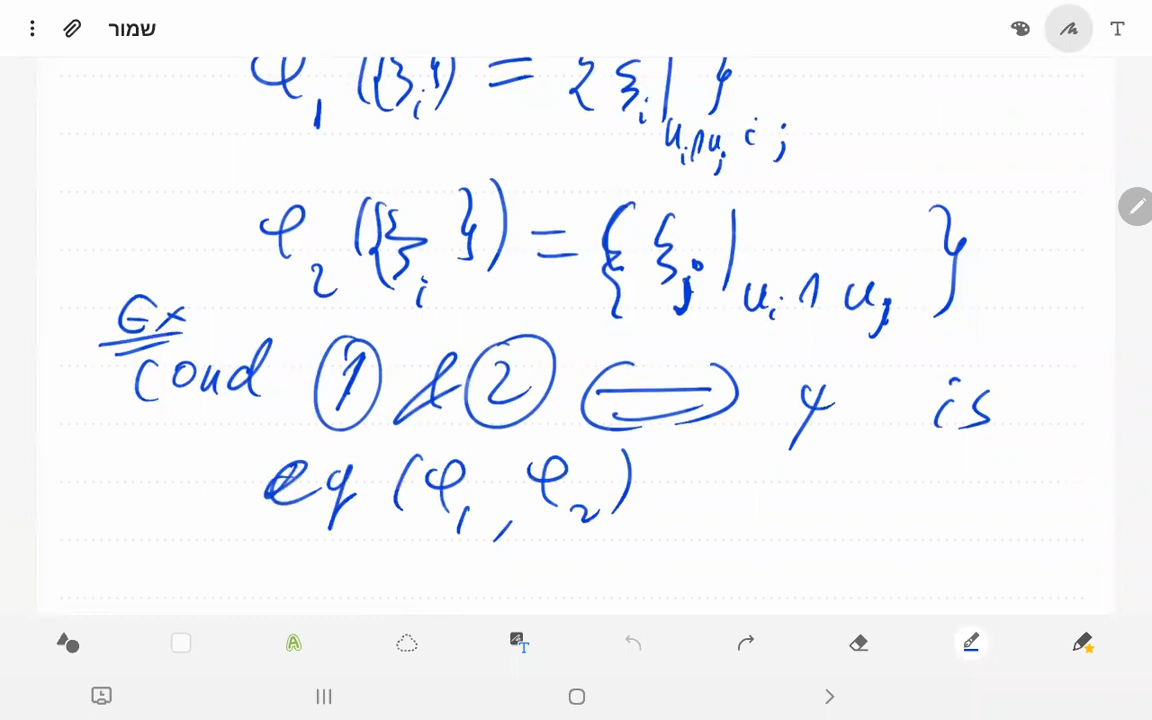 שמור T
φ₁ ({ξᵢ}) = {ξᵢ|_{uᵢ∩uⱼ}} i j
φ₂ ({ξᵢ}) = {ξⱼ|_{uᵢ∩uⱼ}}
Ex
Cond ① & ② ⟺ φ is
eq (φ₁, φ₂)
A T